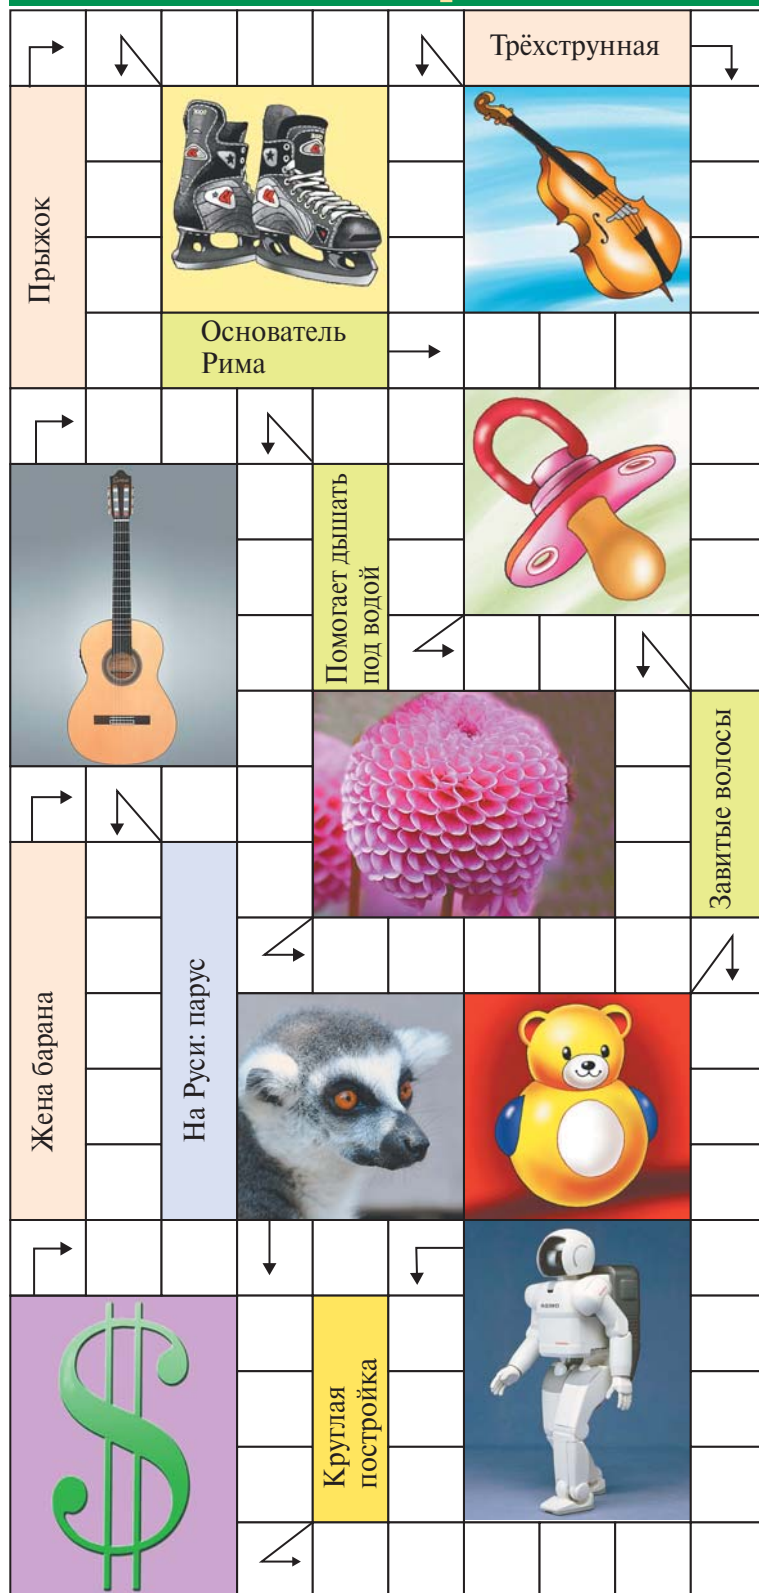 Трёхструнная
Прыжок
Основатель
Рима
Помогает дышать
под водой
Завитые волосы
Жена барана
На Руси: парус
Круглая
постройка
$